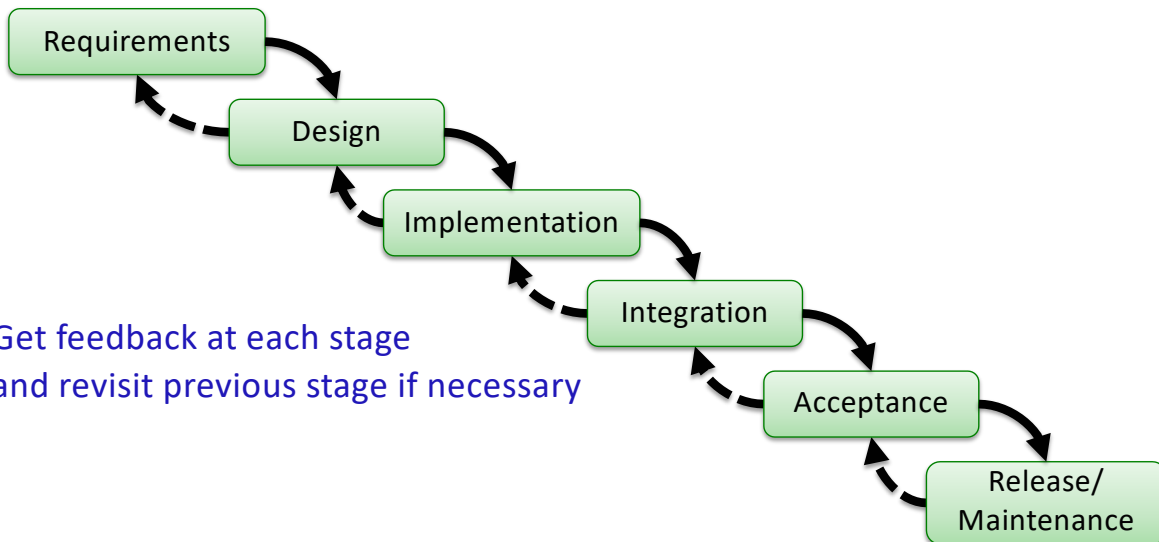 Requirements
Design
Implementation
Integration
Get feedback at each stage
and revisit previous stage if necessary
Acceptance
Release/
Maintenance